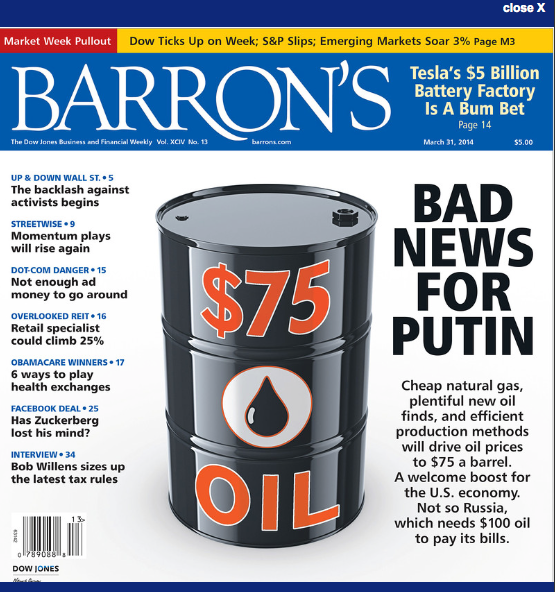 close X
Market Week Pullout
Dow Ticks Up on Week; S&P Slips; Emerging Markets Soar 3% Page M3
BARRON'S
Tesla's $5 Billion
Battery Factory
Is A Bum Bet
Page 14
The Dow Jones Business and Financial Weekly Vol. XCIV No. 13
barrons.com
March 31, 2014
$5.00
UP & DOWN WALL ST. • 5
The backlash against
activists begins
STREETWISE • 9
Momentum plays
will rise again
DOT-COM DANGER • 15
Not enough ad
money to go around
OVERLOOKED REIT • 16
Retail specialist
could climb 25%
OBAMACARE WINNERS • 17
6 ways to play
health exchanges
FACEBOOK DEAL • 25
Has Zuckerberg
lost his mind?
INTERVIEW • 34
Bob Willens sizes up
the latest tax rules
$75
OIL
BAD
NEWS
FOR
PUTIN
Cheap natural gas,
plentiful new oil
finds, and efficient
production methods
will drive oil prices
to $75 a barrel.
A welcome boost for
the U.S. economy.
Not so Russia,
which needs $100 oil
to pay its bills.
1 3>
0 789088 8
DOW JONES